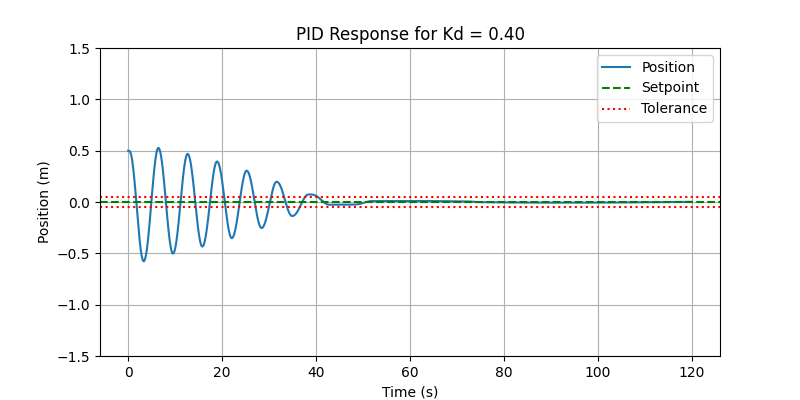 PID Response for Kd = 0.40
1.5
1.0
0.5
0.0
−0.5
−1.0
−1.5
Position (m)
Position
Setpoint
Tolerance
0 20 40 60 80 100 120
Time (s)